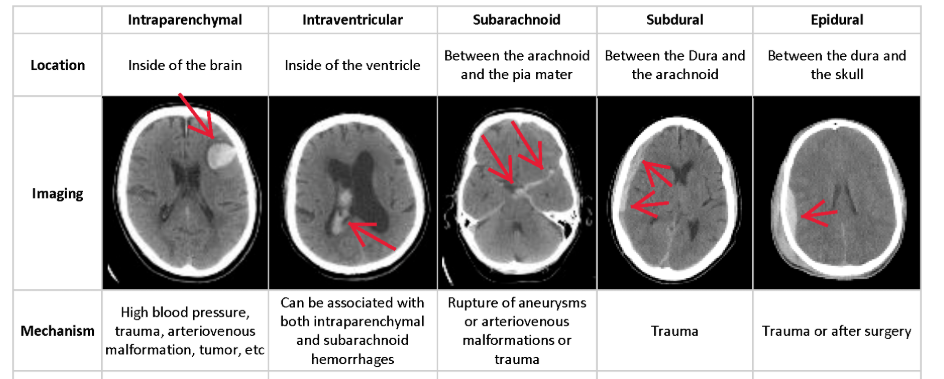 Intraparenchymal Intraventricular Subarachnoid Subdural Epidural
Location
Inside of the brain
Inside of the ventricle
Between the arachnoid
and the pia mater
Between the Dura and
the arachnoid
Between the dura and
the skull
Imaging
Mechanism
High blood pressure,
trauma, arteriovenous
malformation, tumor, etc
Can be associated with
both intraparenchymal
and subarachnoid
hemorrhages
Rupture of aneurysms
or arteriovenous
malformations or
trauma
Trauma
Trauma or after surgery